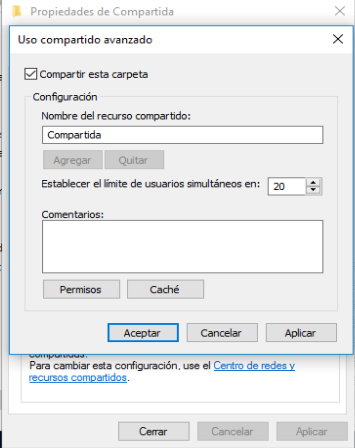 Propiedades de Compartida
Uso compartido avanzado
Compartir esta carpeta
Configuración
Nombre del recurso compartido:
Compartida
Agregar
Quitar
Establecer el límite de usuarios simultáneos en:
20
Comentarios:
Permisos
Caché
Aceptar
Cancelar
Aplicar
compartidas.
Para cambiar esta configuración, use el Centro de redes y
recursos compartidos.
Cerrar
Cancelar
Aplicar